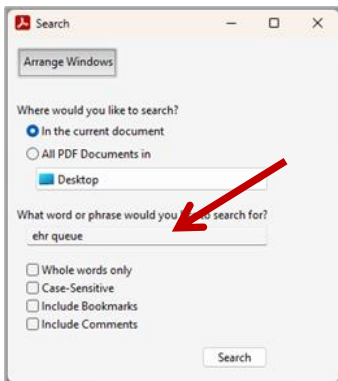 Search
Arrange Windows
Where would you like to search?
In the current document
All PDF Documents in
Desktop
What word or phrase would you like to search for?
ehr queue
Whole words only
Case-Sensitive
Include Bookmarks
Include Comments
Search